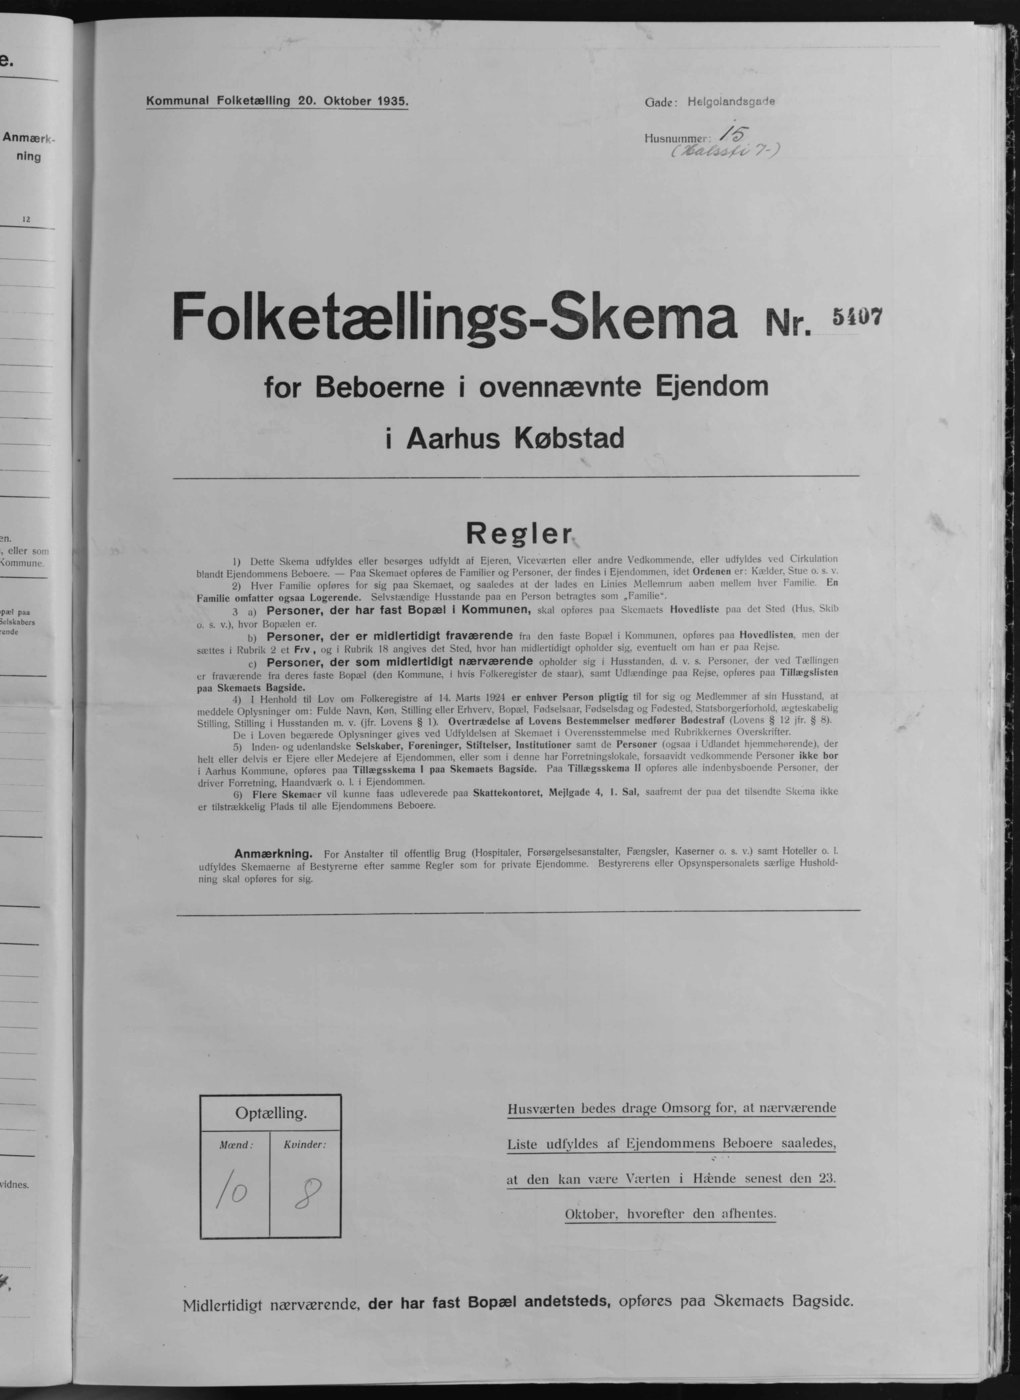 e.
Anmærk-
ning
12
en.
, eller som
Kommune.
opæl paa
Selskabers
rende
vidnes.
Kommunal Folketælling 20. Oktober 1935.
Gade: Helgolandsgade
Husnummer: 15
(Halssti 7-)
Folketællings-Skema Nr. 5407
for Beboerne i ovennævnte Ejendom
i Aarhus Købstad
Regler
1) Dette Skema udfyldes eller besørges udfyldt af Ejeren, Viceværten eller andre Vedkommende, eller udfyldes ved Cirkulation
blandt Ejendommens Beboere. — Paa Skemaet opføres de Familier og Personer, der findes i Ejendommen, idet Ordenen er: Kælder, Stue o. s. v.
2) Hver Familie opføres for sig paa Skemaet, og saaledes at der lades en Linies Mellemrum aaben mellem hver Familie. En
Familie omfatter ogsaa Logerende. Selvstændige Husstande paa en Person betragtes som „Familie“.
3 a) Personer, der har fast Bopæl i Kommunen, skal opføres paa Skemaets Hovedliste paa det Sted (Hus, Skib
o. s. v.), hvor Bopælen er.
b) Personer, der er midlertidigt fraværende fra den faste Bopæl i Kommunen, opføres paa Hovedlisten, men der
sættes i Rubrik 2 et Frv., og i Rubrik 18 angives det Sted, hvor han midlertidigt opholder sig, eventuelt om han er paa Rejse.
c) Personer, der som midlertidigt nærværende opholder sig i Husstanden, d. v. s. Personer, der ved Tællingen
er fraværende fra deres faste Bopæl (den Kommune, i hvis Folkeregister de staar), samt Udlændinge paa Rejse, opføres paa Tillægslisten
paa Skemaets Bagside.
4) I Henhold til Lov om Folkeregistre af 14. Marts 1924 er enhver Person pligtig til for sig og Medlemmer af sin Husstand, at
meddele Oplysninger om: Fulde Navn, Køn, Stilling eller Erhverv, Bopæl, Fødselsaar, Fødselsdag og Fødested, Statsborgerforhold, ægteskabelig
Stilling, Stilling i Husstanden m. v. (jfr. Lovens § 1). Overtrædelse af Lovens Bestemmelser medfører Bødestraf (Lovens § 12 jfr. § 8).
De i Loven begærede Oplysninger gives ved Udfyldelsen af Skemaet i Overensstemmelse med Rubrikkernes Overskrifter.
5) Inden- og udenlandske Selskaber, Foreninger, Stiftelser, Institutioner samt de Personer (ogsaa i Udlandet hjemmehørende), der
helt eller delvis er Ejere eller Medejere af Ejendommen, eller som i denne har Forretningslokale, forsaavidt vedkommende Personer ikke bor
i Aarhus Kommune, opføres paa Tillægsskema I paa Skemaets Bagside. Paa Tillægsskema II opføres alle indenbysboende Personer, der
driver Forretning, Haandværk o. l. i Ejendommen.
6) Flere Skemaer vil kunne faas udleverede paa Skattekontoret, Mejlgade 4, 1. Sal, saafremt der paa det tilsendte Skema ikke
er tilstrækkelig Plads til alle Ejendommens Beboere.
Anmærkning. For Anstalter til offentlig Brug (Hospitaler, Forsørgelsesanstalter, Fængsler, Kaserner o. s. v.) samt Hoteller o. l.
udfyldes Skemaerne af Bestyrerne efter samme Regler som for private Ejendomme. Bestyrerens eller Opsynspersonalets særlige Hushold-
ning skal opføres for sig.
Optælling.
Mænd: Kvinder:
10 8
Husværten bedes drage Omsorg for, at nærværende
Liste udfyldes af Ejendommens Beboere saaledes,
at den kan være Værten i Hænde senest den 23.
Oktober, hvorefter den afhentes.
Midlertidigt nærværende, der har fast Bopæl andetsteds, opføres paa Skemaets Bagside.